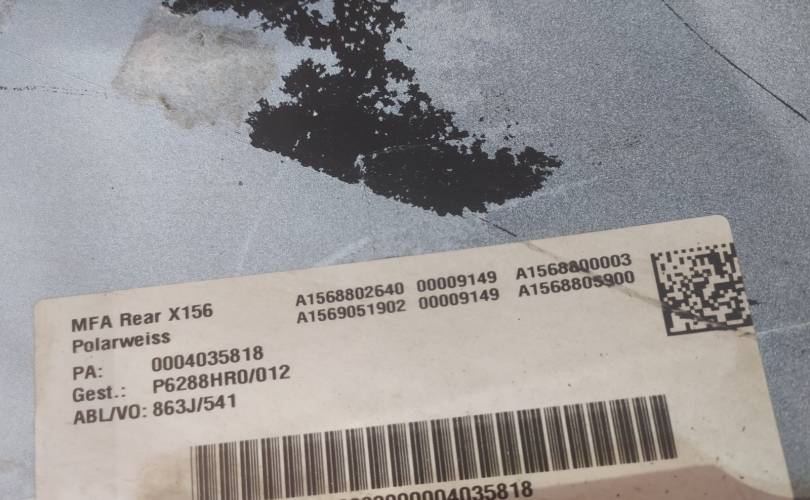 MFA Rear X156
Polarweiss
PA: 0004035818
Gest.: P6288HR0/012
ABL/VO: 863J/541
A1568802640 00009149 A1568800003
A1569051902 00009149 A1568805900
0004035818